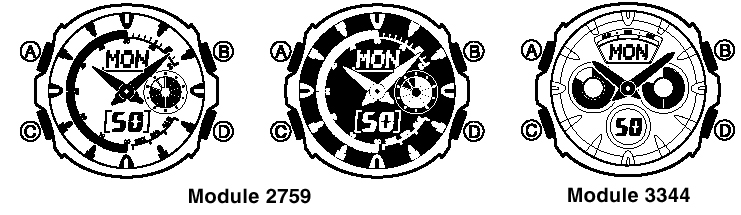 A B A B
MON MON MON
C D C D
50 50 50
Module 2759 Module 3344